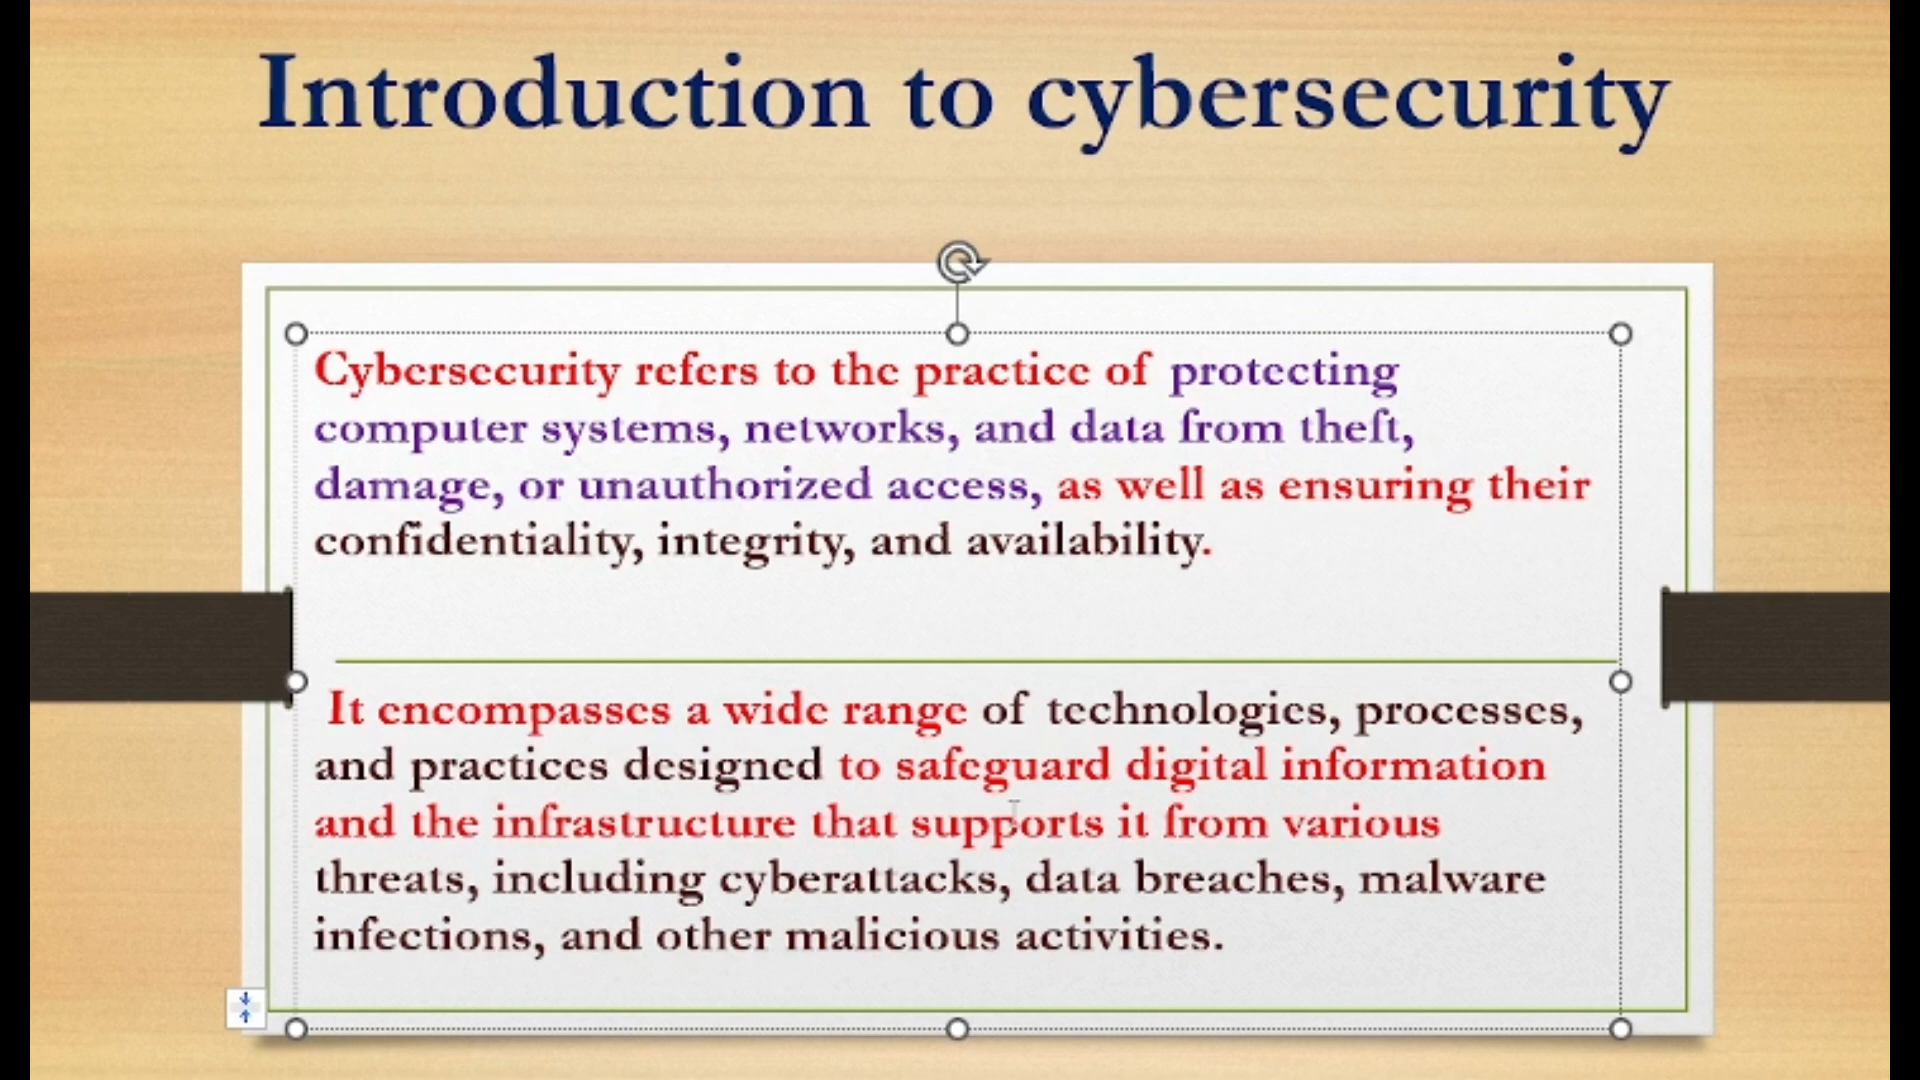 Introduction to cybersecurity
Cybersecurity refers to the practice of protecting
computer systems, networks, and data from theft,
damage, or unauthorized access, as well as ensuring their
confidentiality, integrity, and availability.
It encompasses a wide range of technologies, processes,
and practices designed to safeguard digital information
and the infrastructure that supports it from various
threats, including cyberattacks, data breaches, malware
infections, and other malicious activities.